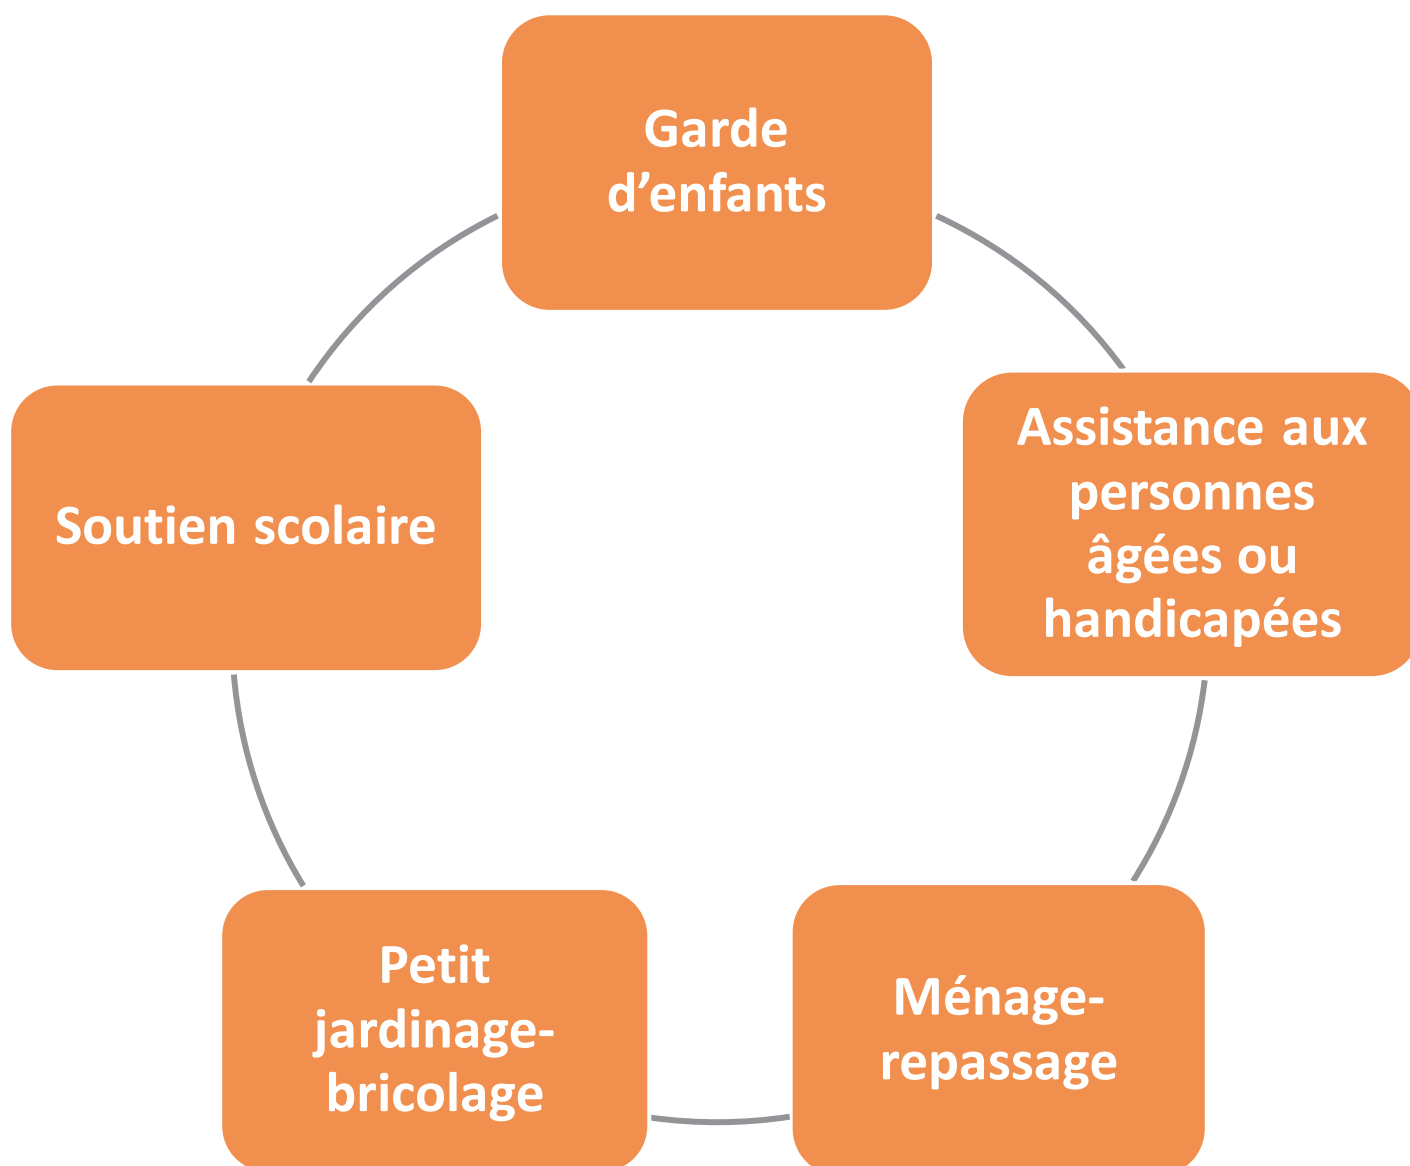 Garde
d’enfants
Assistance aux
personnes
âgées ou
handicapées
Ménage-
repassage
Petit
jardinage-
bricolage
Soutien scolaire